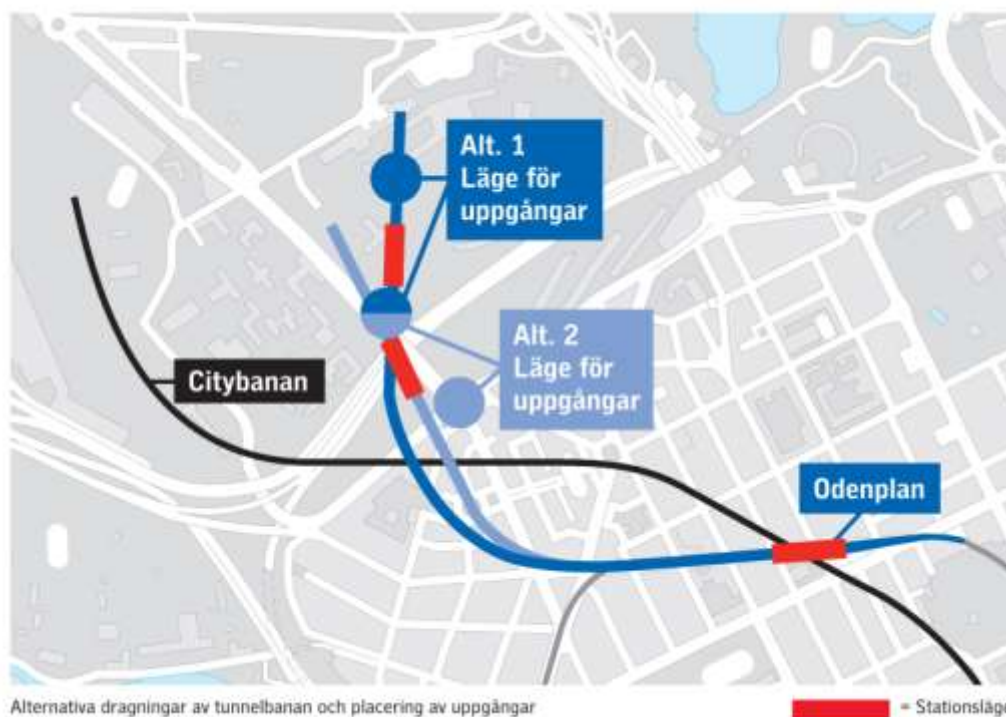 Alt. 1
Läge för
uppgångar
Alt. 2
Läge för
uppgångar
Citybanan
Odenplan
Alternativa dragningar av tunnelbanan och placering av uppgångar
= Stationsläge